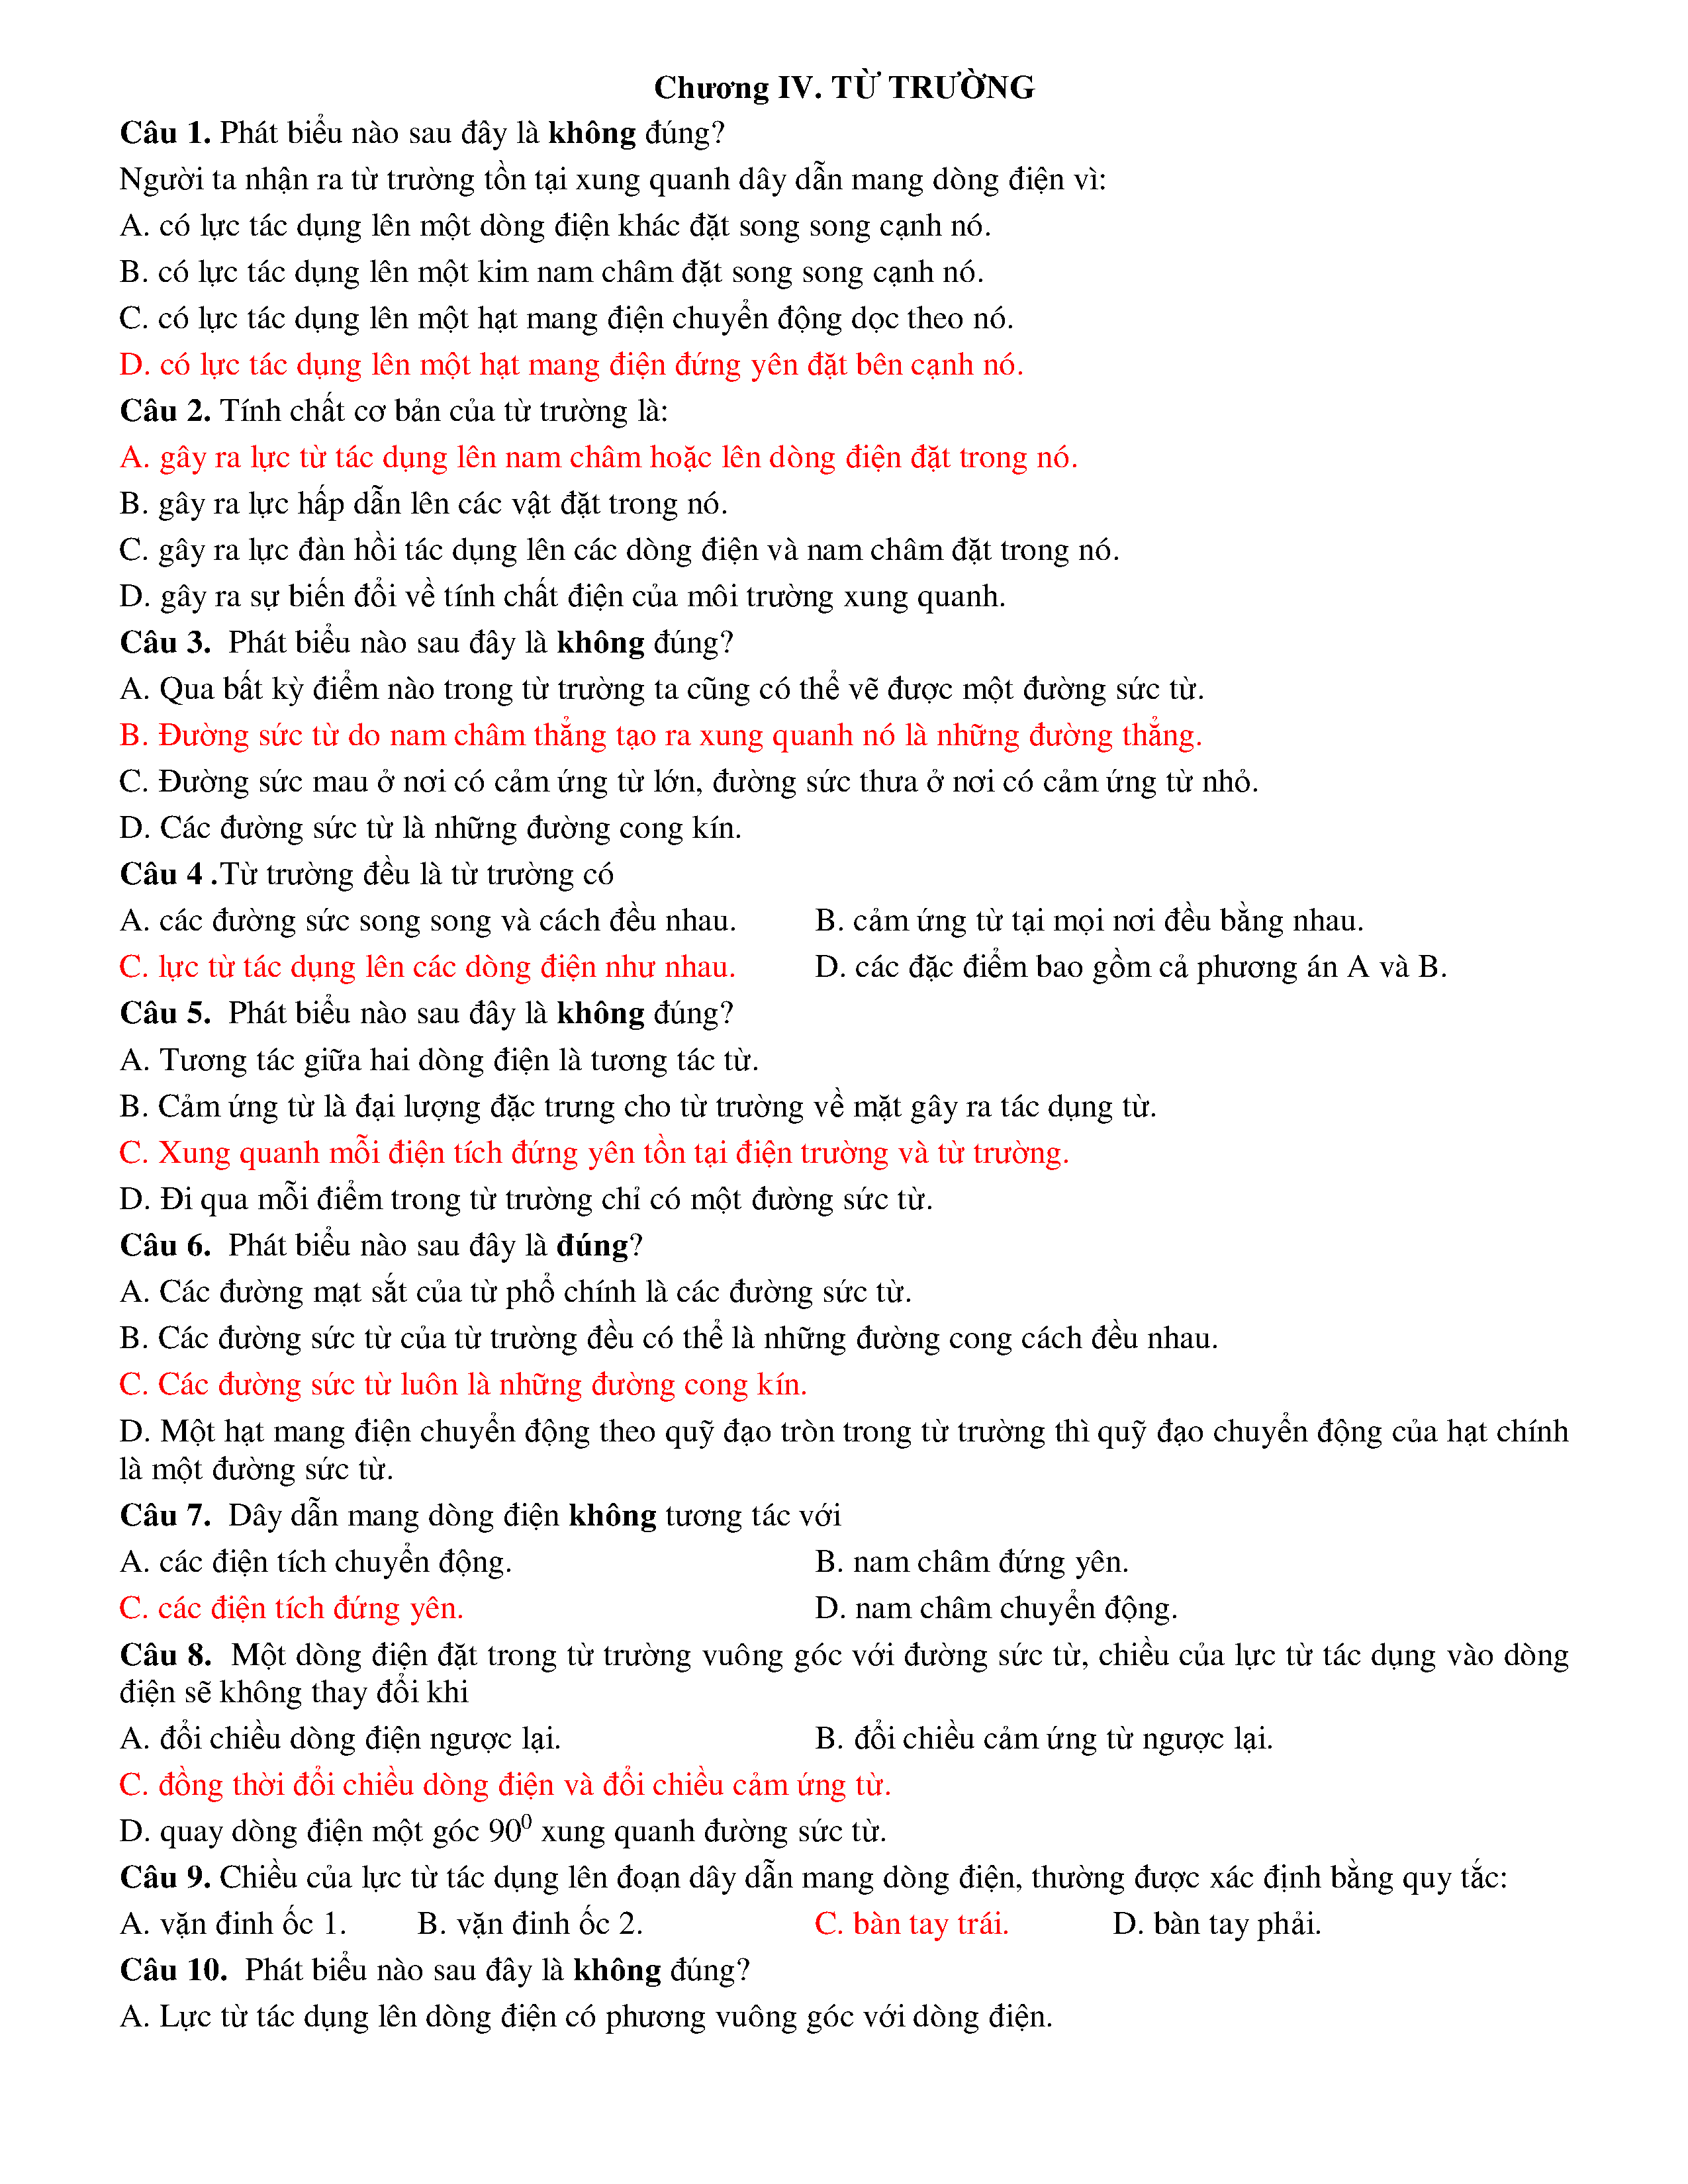 Chương IV. TỪ TRƯỜNG
Câu 1. Phát biểu nào sau đây là không đúng?
Người ta nhận ra từ trường tồn tại xung quanh dây dẫn mang dòng điện vì:
A. có lực tác dụng lên một dòng điện khác đặt song song cạnh nó.
B. có lực tác dụng lên một kim nam châm đặt song song cạnh nó.
C. có lực tác dụng lên một hạt mang điện chuyển động dọc theo nó.
D. có lực tác dụng lên một hạt mang điện đứng yên đặt bên cạnh nó.
Câu 2. Tính chất cơ bản của từ trường là:
A. gây ra lực từ tác dụng lên nam châm hoặc lên dòng điện đặt trong nó.
B. gây ra lực hấp dẫn lên các vật đặt trong nó.
C. gây ra lực đàn hồi tác dụng lên các dòng điện và nam châm đặt trong nó.
D. gây ra sự biến đổi về tính chất điện của môi trường xung quanh.
Câu 3. Phát biểu nào sau đây là không đúng?
A. Qua bất kỳ điểm nào trong từ trường ta cũng có thể vẽ được một đường sức từ.
B. Đường sức từ do nam châm thẳng tạo ra xung quanh nó là những đường thẳng.
C. Đường sức mau ở nơi có cảm ứng từ lớn, đường sức thưa ở nơi có cảm ứng từ nhỏ.
D. Các đường sức từ là những đường cong kín.
Câu 4 .Từ trường đều là từ trường có
A. các đường sức song song và cách đều nhau. B. cảm ứng từ tại mọi nơi đều bằng nhau.
C. lực từ tác dụng lên các dòng điện như nhau. D. các đặc điểm bao gồm cả phương án A và B.
Câu 5. Phát biểu nào sau đây là không đúng?
A. Tương tác giữa hai dòng điện là tương tác từ.
B. Cảm ứng từ là đại lượng đặc trưng cho từ trường về mặt gây ra tác dụng từ.
C. Xung quanh mỗi điện tích đứng yên tồn tại điện trường và từ trường.
D. Đi qua mỗi điểm trong từ trường chỉ có một đường sức từ.
Câu 6. Phát biểu nào sau đây là đúng?
A. Các đường mạt sắt của từ phổ chính là các đường sức từ.
B. Các đường sức từ của từ trường đều có thể là những đường cong cách đều nhau.
C. Các đường sức từ luôn là những đường cong kín.
D. Một hạt mang điện chuyển động theo quỹ đạo tròn trong từ trường thì quỹ đạo chuyển động của hạt chính
là một đường sức từ.
Câu 7. Dây dẫn mang dòng điện không tương tác với
A. các điện tích chuyển động. B. nam châm đứng yên.
C. các điện tích đứng yên. D. nam châm chuyển động.
Câu 8. Một dòng điện đặt trong từ trường vuông góc với đường sức từ, chiều của lực từ tác dụng vào dòng
điện sẽ không thay đổi khi
A. đổi chiều dòng điện ngược lại. B. đổi chiều cảm ứng từ ngược lại.
C. đồng thời đổi chiều dòng điện và đổi chiều cảm ứng từ.
D. quay dòng điện một góc 90⁰ xung quanh đường sức từ.
Câu 9. Chiều của lực từ tác dụng lên đoạn dây dẫn mang dòng điện, thường được xác định bằng quy tắc:
A. vặn đinh ốc 1. B. vặn đinh ốc 2. C. bàn tay trái. D. bàn tay phải.
Câu 10. Phát biểu nào sau đây là không đúng?
A. Lực từ tác dụng lên dòng điện có phương vuông góc với dòng điện.